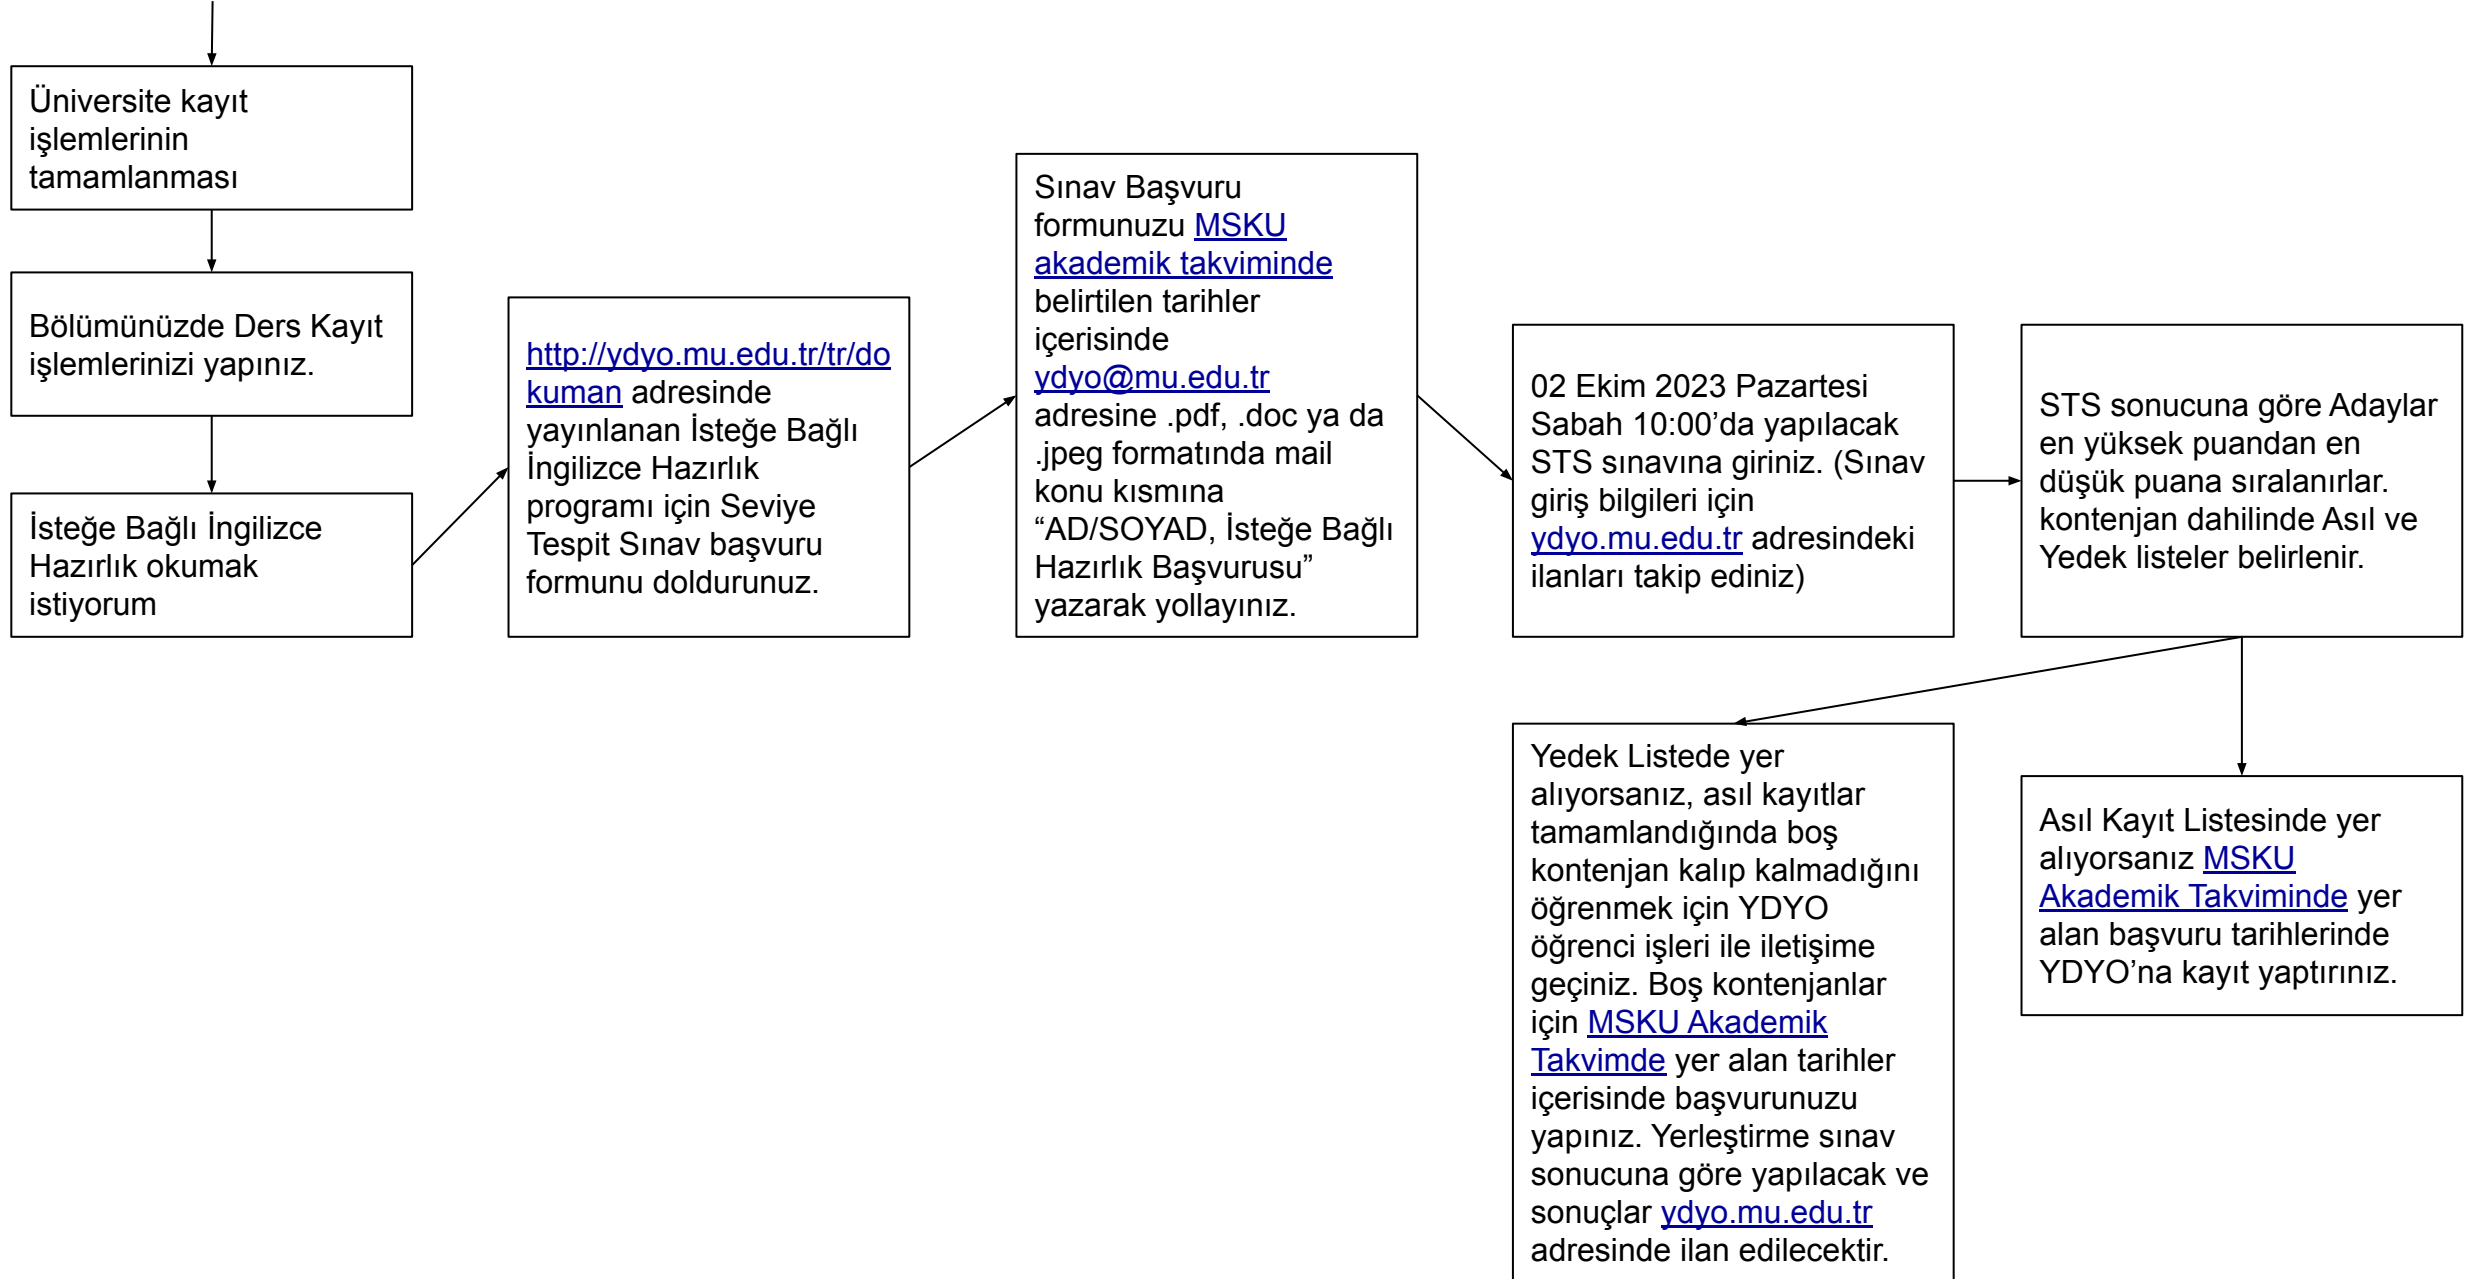 Üniversite kayıt
işlemlerinin
tamamlanması
Bölümünüzde Ders Kayıt
işlemlerinizi yapınız.
İsteğe Bağlı İngilizce
Hazırlık okumak
istiyorum
http://ydyo.mu.edu.tr/tr/do
kuman adresinde
yayınlanan İsteğe Bağlı
İngilizce Hazırlık
programı için Seviye
Tespit Sınav başvuru
formunu doldurunuz.
Sınav Başvuru
formunuzu MSKU
akademik takviminde
belirtilen tarihler
içerisinde
ydyo@mu.edu.tr
adresine .pdf, .doc ya da
.jpeg formatında mail
konu kısmına
“AD/SOYAD, İsteğe Bağlı
Hazırlık Başvurusu”
yazarak yollayınız.
02 Ekim 2023 Pazartesi
Sabah 10:00’da yapılacak
STS sınavına giriniz. (Sınav
giriş bilgileri için
ydyo.mu.edu.tr adresindeki
ilanları takip ediniz)
STS sonucuna göre Adaylar
en yüksek puandan en
düşük puana sıralanırlar.
kontenjan dahilinde Asıl ve
Yedek listeler belirlenir.
Yedek Listede yer
alıyorsanız, asıl kayıtlar
tamamlandığında boş
kontenjan kalıp kalmadığını
öğrenmek için YDYO
öğrenci işleri ile iletişime
geçiniz. Boş kontenjanlar
için MSKU Akademik
Takvimde yer alan tarihler
içerisinde başvurunuzu
yapınız. Yerleştirme sınav
sonucuna göre yapılacak ve
sonuçlar ydyo.mu.edu.tr
adresinde ilan edilecektir.
Asıl Kayıt Listesinde yer
alıyorsanız MSKU
Akademik Takviminde yer
alan başvuru tarihlerinde
YDYO’na kayıt yaptırınız.